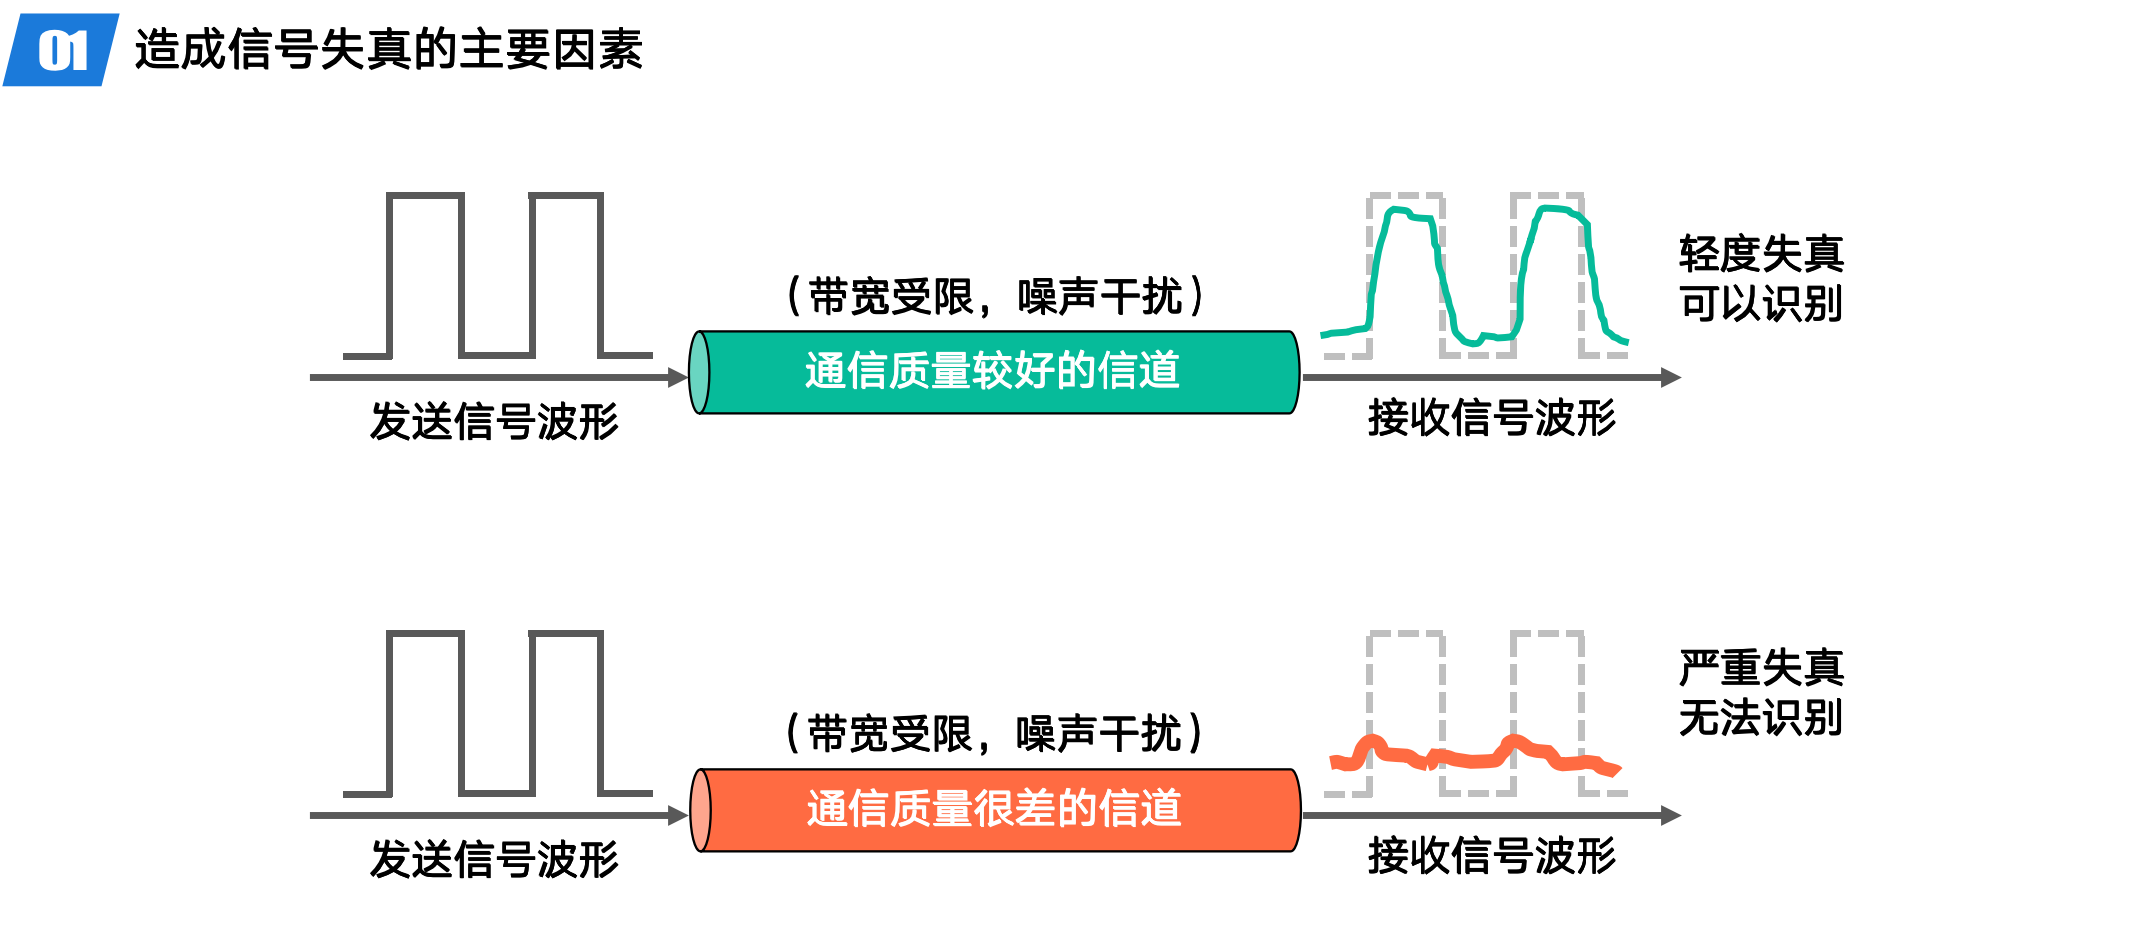 01 造成信号失真的主要因素
(带宽受限，噪声干扰)
轻度失真
可以识别
通信质量较好的信道
发送信号波形
接收信号波形
(带宽受限，噪声干扰)
严重失真
无法识别
通信质量很差的信道
发送信号波形
接收信号波形